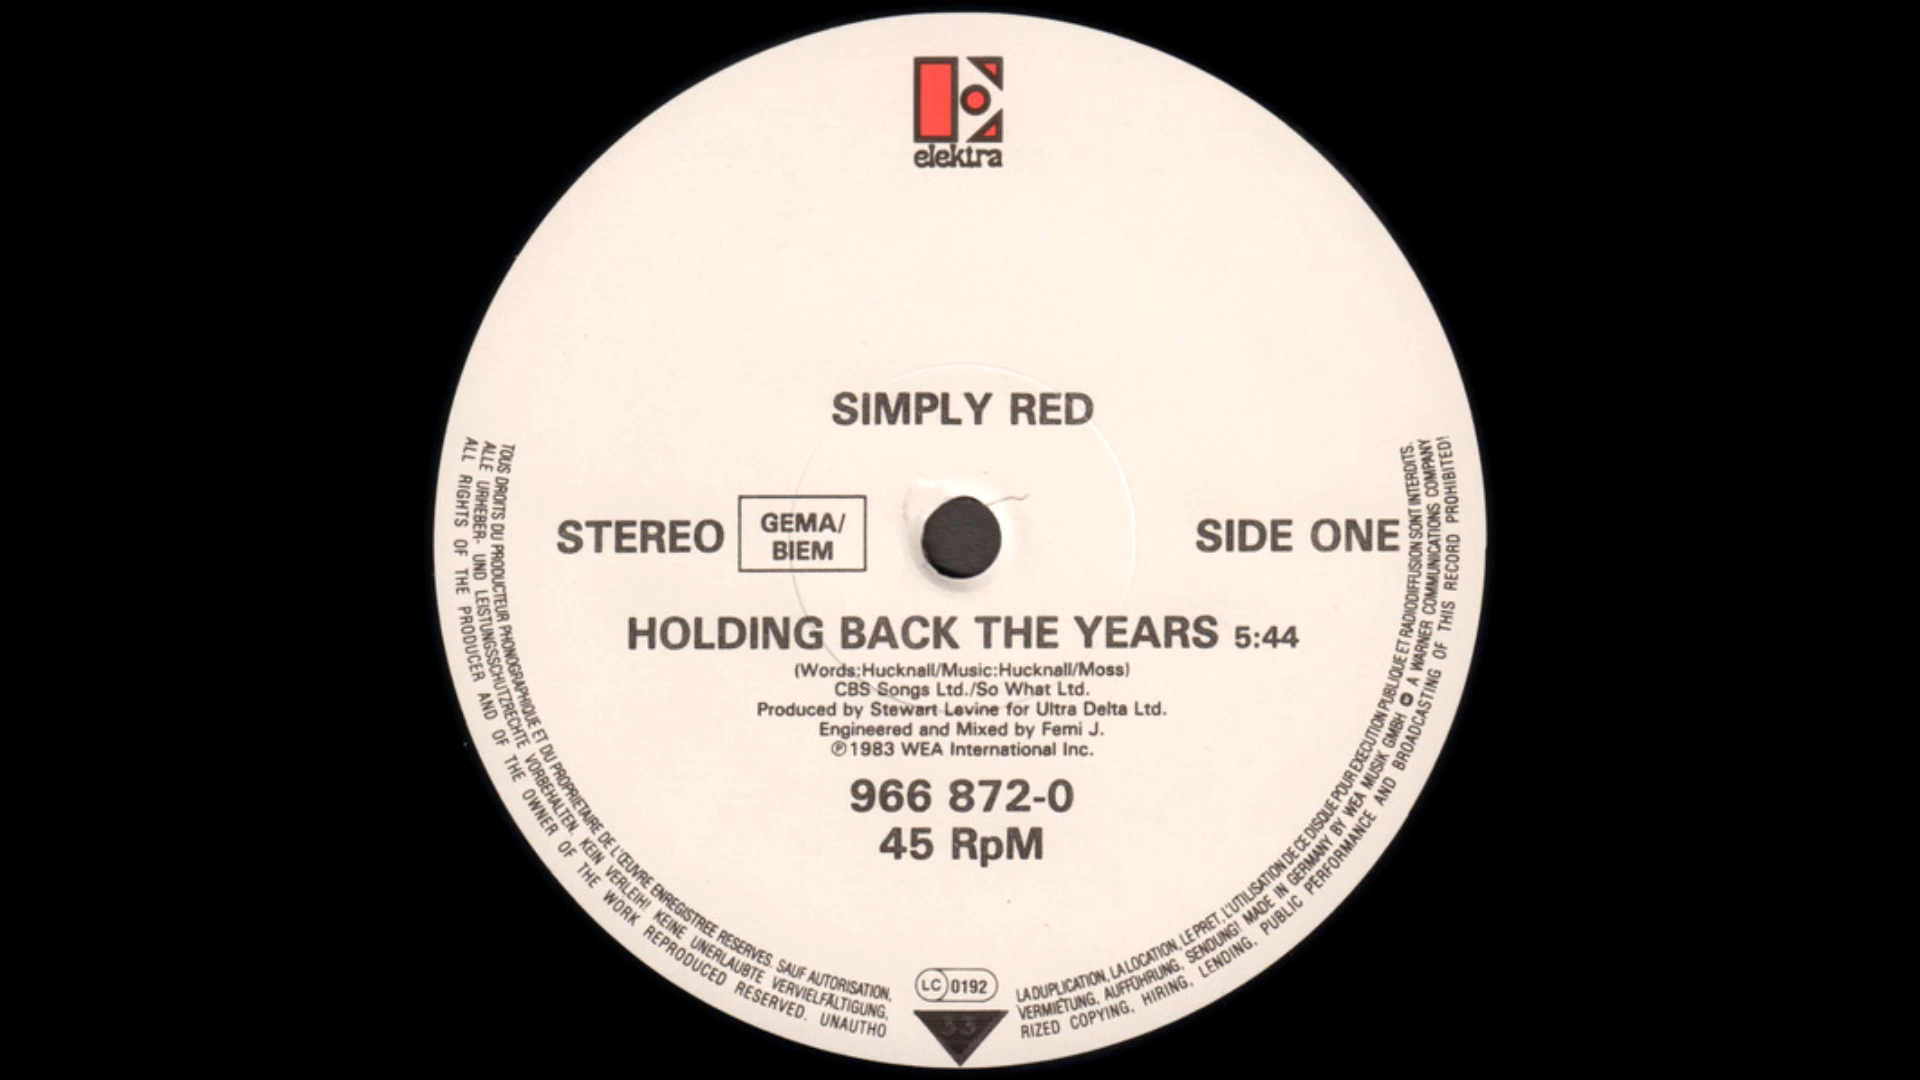 elektra
SIMPLY RED
STEREO
GEMA/
BIEM
SIDE ONE
HOLDING BACK THE YEARS 5:44
(Words:Hucknall/Music:Hucknall/Moss)
CBS Songs Ltd./So What Ltd.
Produced by Stewart Levine for Ultra Delta Ltd.
Engineered and Mixed by Femi J.
℗1983 WEA International Inc.
966 872-0
45 RpM
TOUS DROITS DU PRODUCTEUR PHONOGRAPHIQUE ET DU PROPRIETAIRE DE L'ŒUVRE ENREGISTREE RESERVES. SAUF AUTORISATION,
ALLE URHEBER- UND LEISTUNGSSCHUTZRECHTE VORBEHALTEN. KEIN VERLEIH! KEINE UNERLAUBTE VERVIELFÄLTIGUNG,
ALL RIGHTS OF THE PRODUCER AND OF THE OWNER OF THE WORK REPRODUCED RESERVED. UNAUTHO
LC 0192
33
LA DUPLICATION, LA LOCATION, LE PRET, L'UTILISATION DE CE DISQUE POUR EXECUTION PUBLIQUE ET RADIODIFFUSION SONT INTERDITS.
VERMIETUNG, AUFFÜHRUNG, SENDUNG! MADE IN GERMANY BY WEA MUSIK GMBH A WARNER COMMUNICATIONS COMPANY
RIZED COPYING, HIRING, LENDING, PUBLIC PERFORMANCE AND BROADCASTING OF THIS RECORD PROHIBITED!